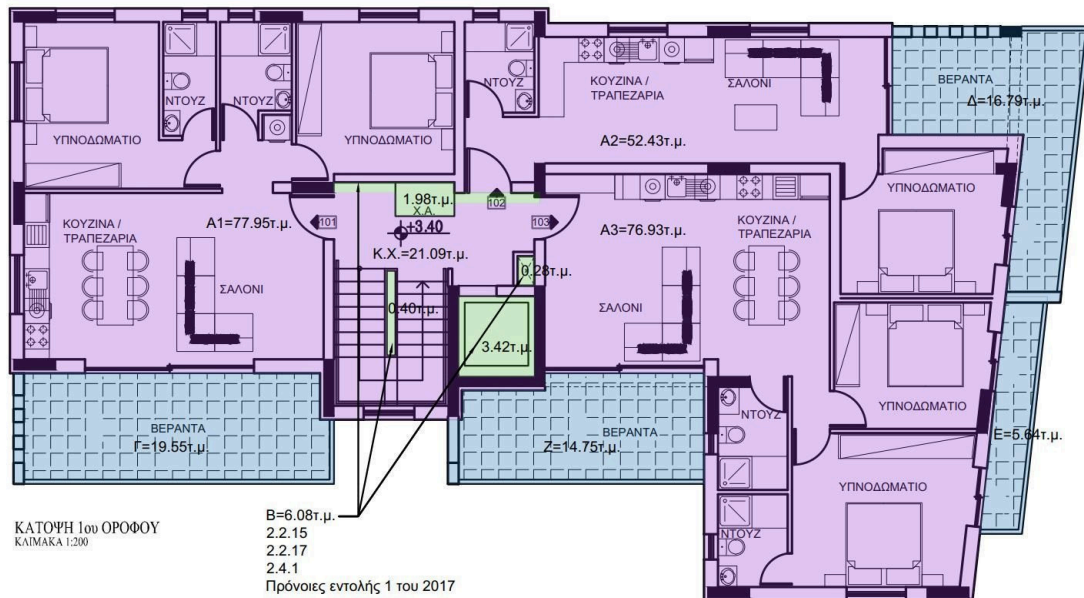 ΒΕΡΑΝΤΑ
Δ=16.79τ.μ.
ΝΤΟΥΖ
ΝΤΟΥΖ
ΚΟΥΖΙΝΑ /
ΤΡΑΠΕΖΑΡΙΑ
ΣΑΛΟΝΙ
ΥΠΝΟΔΩΜΑΤΙΟ
ΥΠΝΟΔΩΜΑΤΙΟ
ΝΤΟΥΖ
Α2=52.43τ.μ.
ΥΠΝΟΔΩΜΑΤΙΟ
1.98τ.μ.
Χ.Α.
102
101
103
+3.40
Κ.Χ.=21.09τ.μ.
Α1=77.95τ.μ.
ΚΟΥΖΙΝΑ /
ΤΡΑΠΕΖΑΡΙΑ
Α3=76.93τ.μ.
ΚΟΥΖΙΝΑ /
ΤΡΑΠΕΖΑΡΙΑ
0.28τ.μ.
ΣΑΛΟΝΙ
0.40τ.μ.
ΣΑΛΟΝΙ
3.42τ.μ.
ΥΠΝΟΔΩΜΑΤΙΟ
ΝΤΟΥΖ
ΒΕΡΑΝΤΑ
Γ=19.55τ.μ.
ΒΕΡΑΝΤΑ
Ζ=14.75τ.μ.
Ε=5.64τ.μ.
ΥΠΝΟΔΩΜΑΤΙΟ
ΝΤΟΥΖ
ΚΑΤΟΨΗ 1ου ΟΡΟΦΟΥ
ΚΛΙΜΑΚΑ 1:200
Β=6.08τ.μ.
2.2.15
2.2.17
2.4.1
Πρόνοιες εντολής 1 του 2017